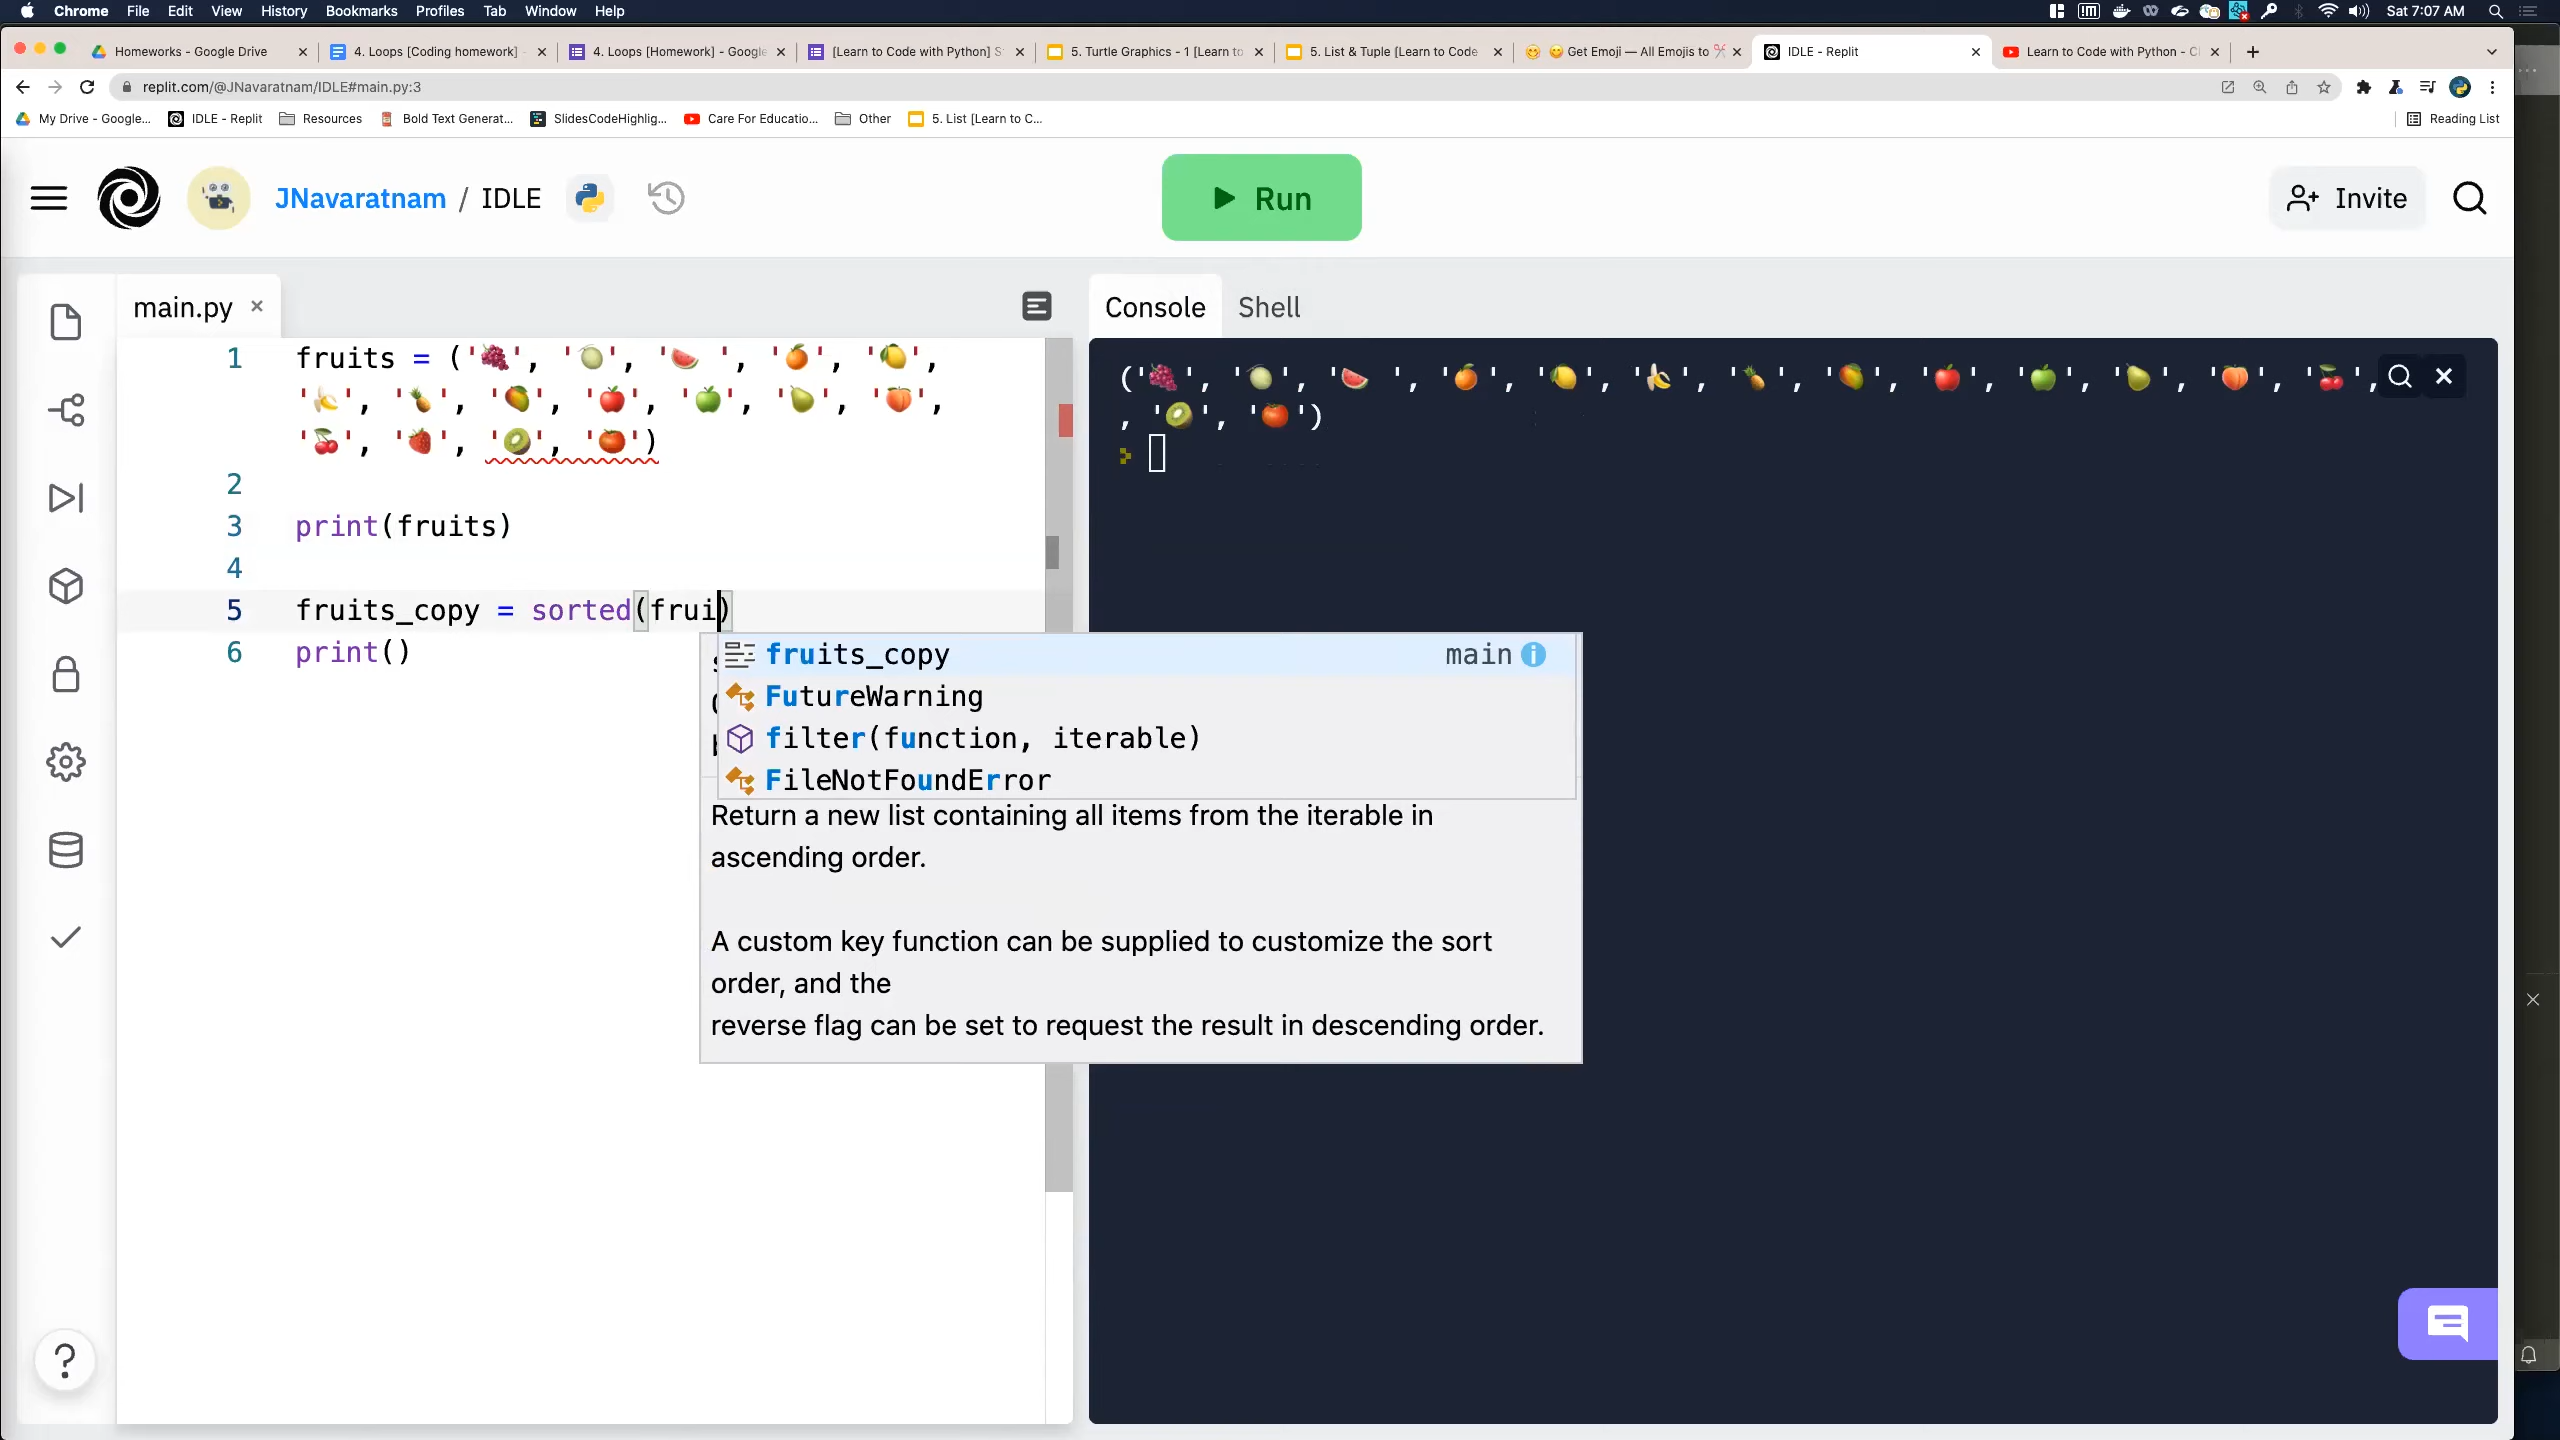 Chrome File Edit View History Bookmarks Profiles Tab Window Help Sat 7:07 AM
Homeworks - Google Drive 4. Loops [Coding homework] 4. Loops [Homework] - Google [Learn to Code with Python] S 5. Turtle Graphics - 1 [Learn to 5. List & Tuple [Learn to Code 😋 😊 Get Emoji — All Emojis to ✂ IDLE - Replit Learn to Code with Python - C
replit.com/@JNavaratnam/IDLE#main.py:3
My Drive - Google... IDLE - Replit Resources Bold Text Generat... SlidesCodeHighlig... Care For Educatio... Other 5. List [Learn to C... Reading List
JNavaratnam / IDLE Run Invite
main.py Console Shell
1 fruits = ('🍇', '🍈', '🍉 ', '🍊', '🍋',
'🍌', '🍍', '🥭', '🍎', '🍏', '🍐', '🍑',
'🍒', '🍓', '🥝', '🍅')
2
3 print(fruits)
4
5 fruits_copy = sorted(frui)
6 print()
('🍇', '🍈', '🍉 ', '🍊', '🍋', '🍌', '🍍', '🥭', '🍎', '🍏', '🍐', '🍑', '🍒',
, '🥝', '🍅')
fruits_copy main
FutureWarning
filter(function, iterable)
FileNotFoundError
Return a new list containing all items from the iterable in
ascending order.
A custom key function can be supplied to customize the sort
order, and the
reverse flag can be set to request the result in descending order.